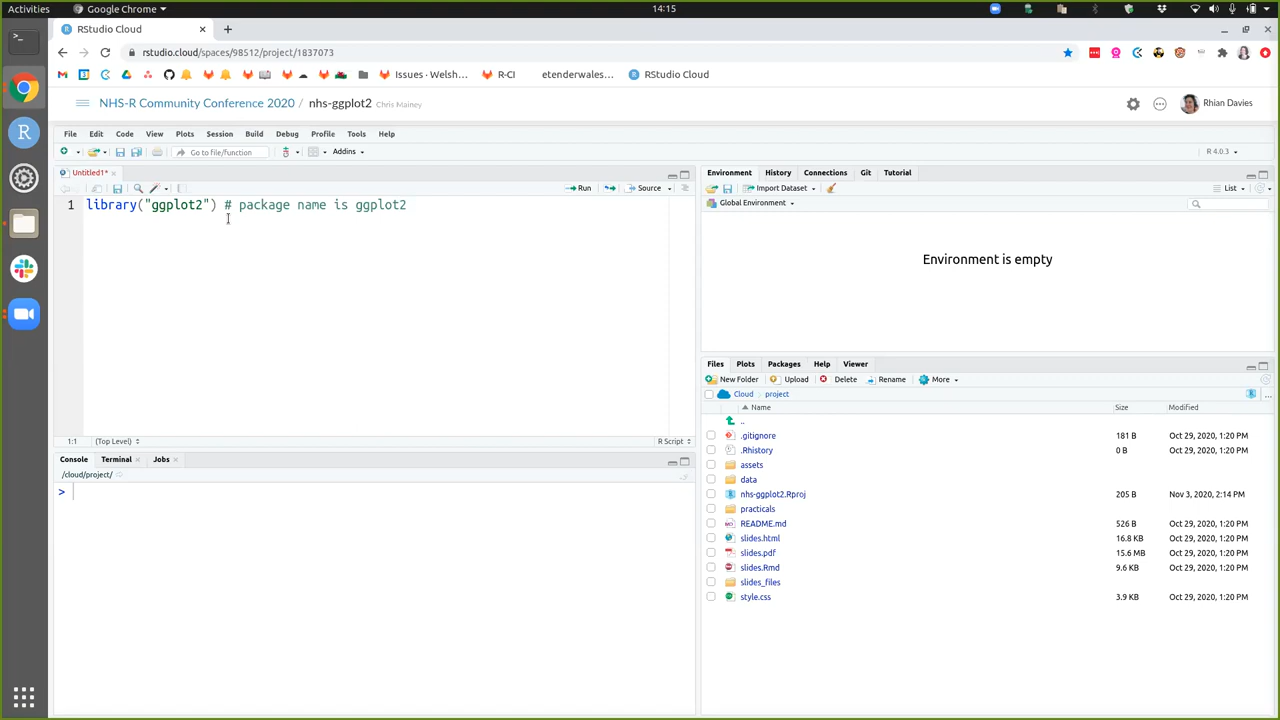 Activities Google Chrome 14:15
RStudio Cloud
rstudio.cloud/spaces/98512/project/1837073
Issues · Welsh... R-CI etenderwales... RStudio Cloud
NHS-R Community Conference 2020 / nhs-ggplot2 Chris Mainey Rhian Davies
File Edit Code View Plots Session Build Debug Profile Tools Help
Go to file/function Addins R 4.0.3
Untitled1*
Run Source
1 library("ggplot2") # package name is ggplot2
1:1 (Top Level) R Script
Console Terminal Jobs
/cloud/project/
>
Environment History Connections Git Tutorial
Import Dataset List
Global Environment
Environment is empty
Files Plots Packages Help Viewer
New Folder Upload Delete Rename More
Cloud project
Name Size Modified
..
.gitignore 181 B Oct 29, 2020, 1:20 PM
.Rhistory 0 B Oct 29, 2020, 1:20 PM
assets
data
nhs-ggplot2.Rproj 205 B Nov 3, 2020, 2:14 PM
practicals
README.md 526 B Oct 29, 2020, 1:20 PM
slides.html 16.8 KB Oct 29, 2020, 1:20 PM
slides.pdf 15.6 MB Oct 29, 2020, 1:20 PM
slides.Rmd 9.6 KB Oct 29, 2020, 1:20 PM
slides_files
style.css 3.9 KB Oct 29, 2020, 1:20 PM